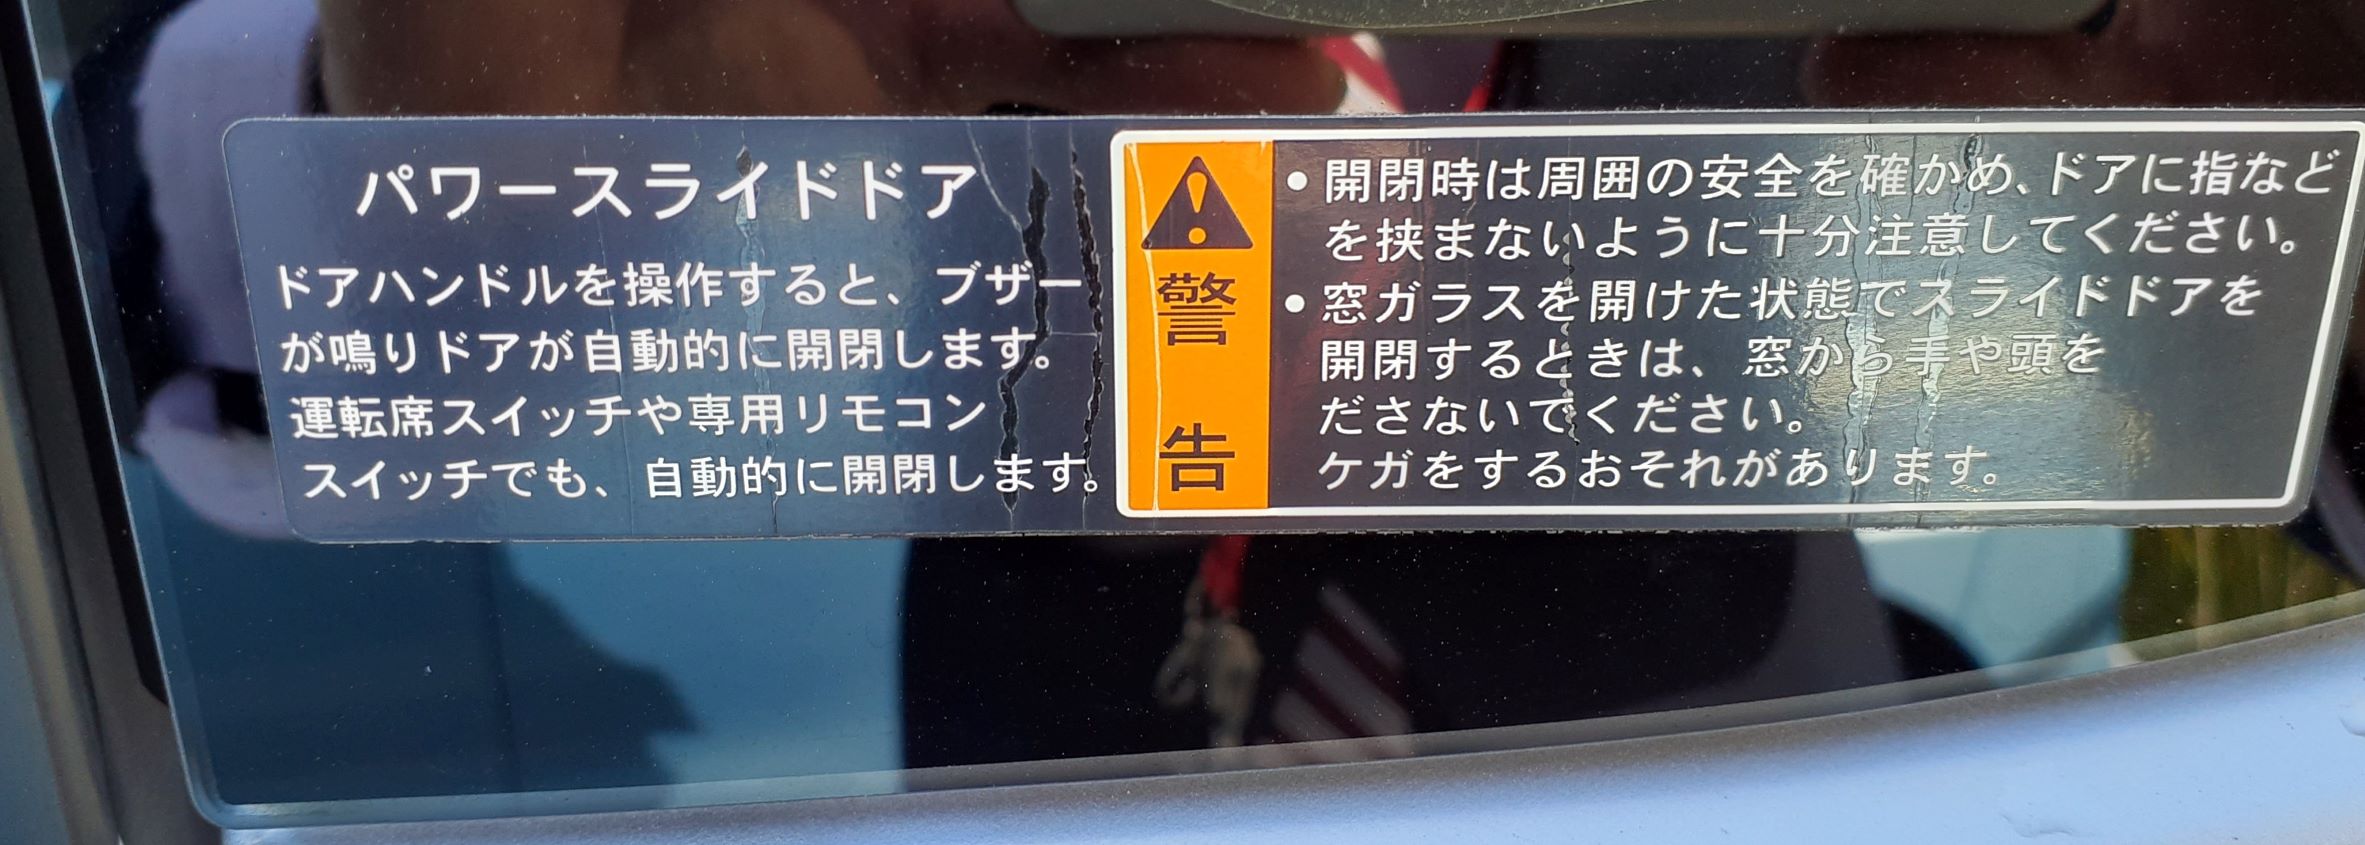 パワースライドドア
ドアハンドルを操作すると、ブザー
が鳴りドアが自動的に開閉します。
運転席スイッチや専用リモコン
スイッチでも、自動的に開閉します。
警告
•開閉時は周囲の安全を確かめ、ドアに指など
を挟まないように十分注意してください。
•窓ガラスを開けた状態でスライドドアを
開閉するときは、窓から手や頭を
ださないでください。
ケガをするおそれがあります。